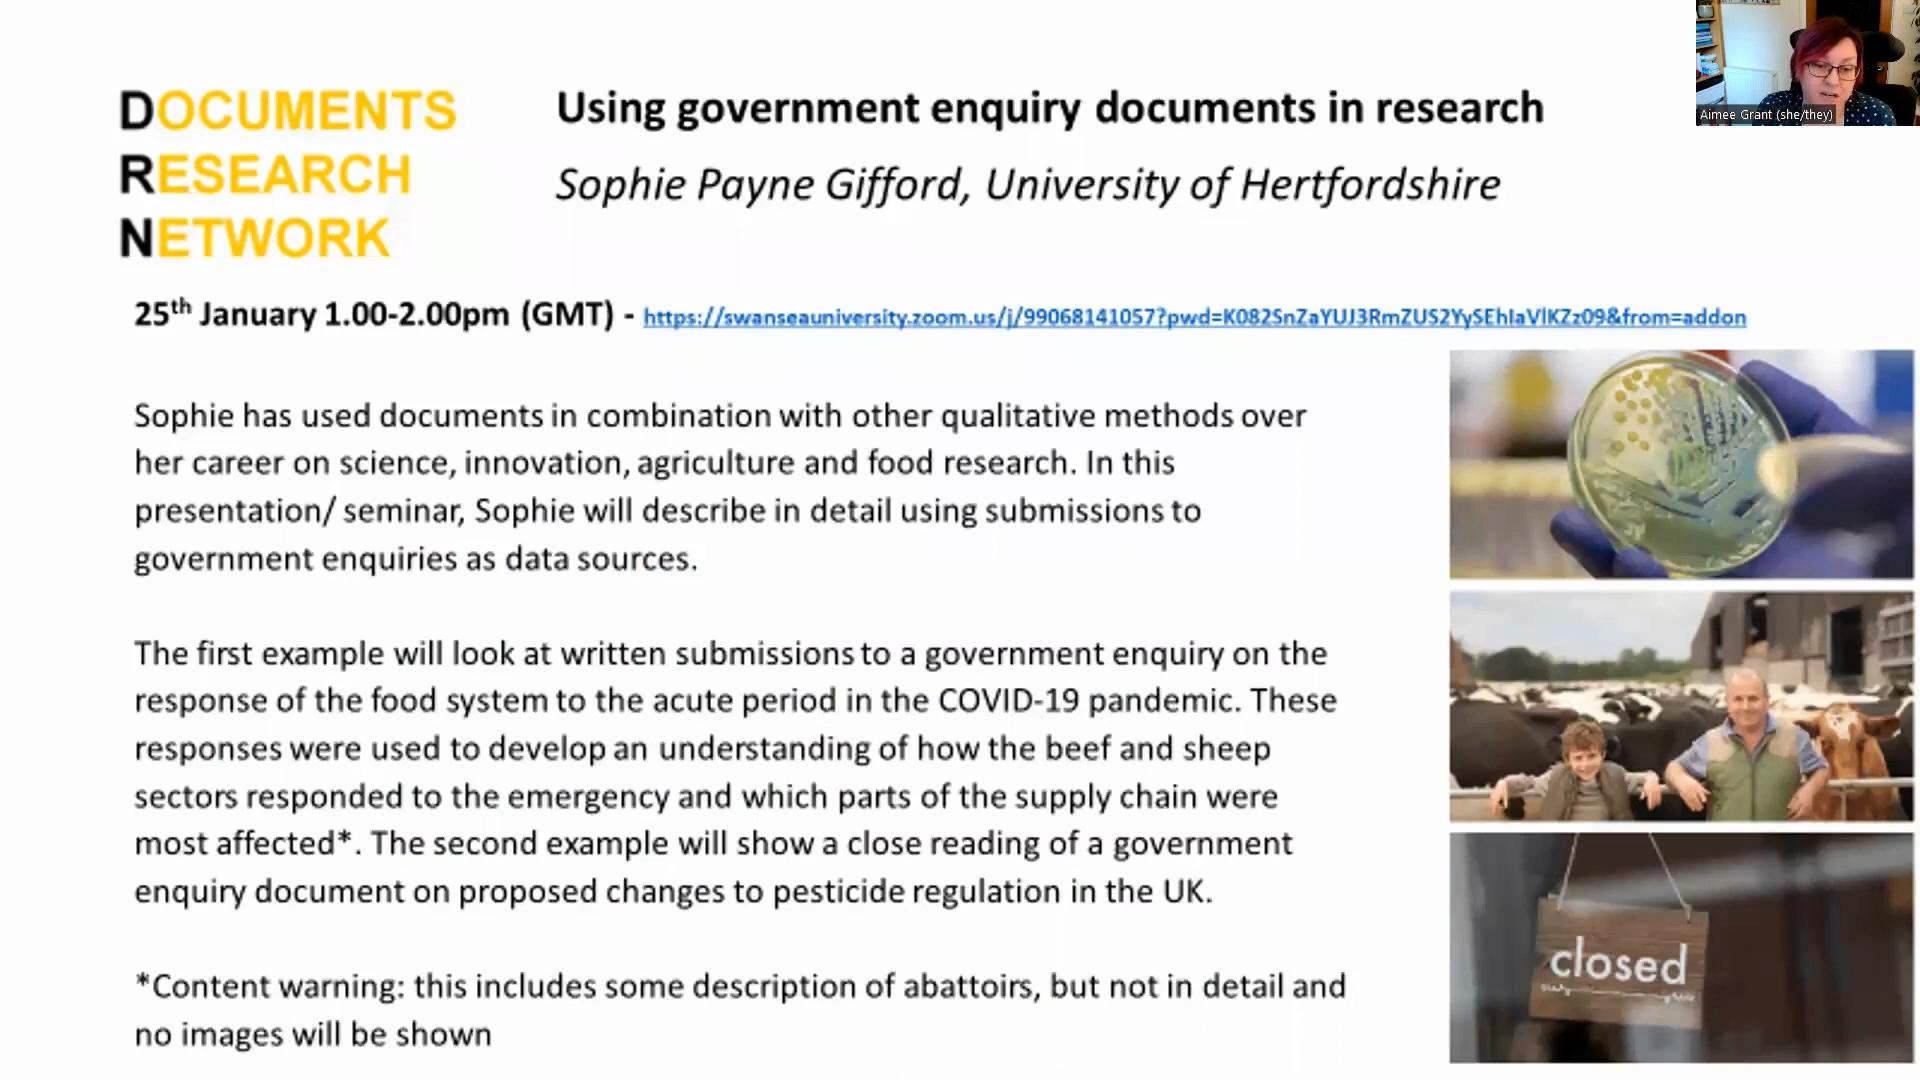 DOCUMENTS
RESEARCH
NETWORK
Using government enquiry documents in research
Sophie Payne Gifford, University of Hertfordshire
Aimee Grant (she/they)
25th January 1.00-2.00pm (GMT) - https://swanseauniversity.zoom.us/j/99068141057?pwd=K082SnZaYUJ3RmZUS2YySEhIaVlKZz09&from=addon
Sophie has used documents in combination with other qualitative methods over
her career on science, innovation, agriculture and food research. In this
presentation/ seminar, Sophie will describe in detail using submissions to
government enquiries as data sources.
The first example will look at written submissions to a government enquiry on the
response of the food system to the acute period in the COVID-19 pandemic. These
responses were used to develop an understanding of how the beef and sheep
sectors responded to the emergency and which parts of the supply chain were
most affected*. The second example will show a close reading of a government
enquiry document on proposed changes to pesticide regulation in the UK.
*Content warning: this includes some description of abattoirs, but not in detail and
no images will be shown
closed